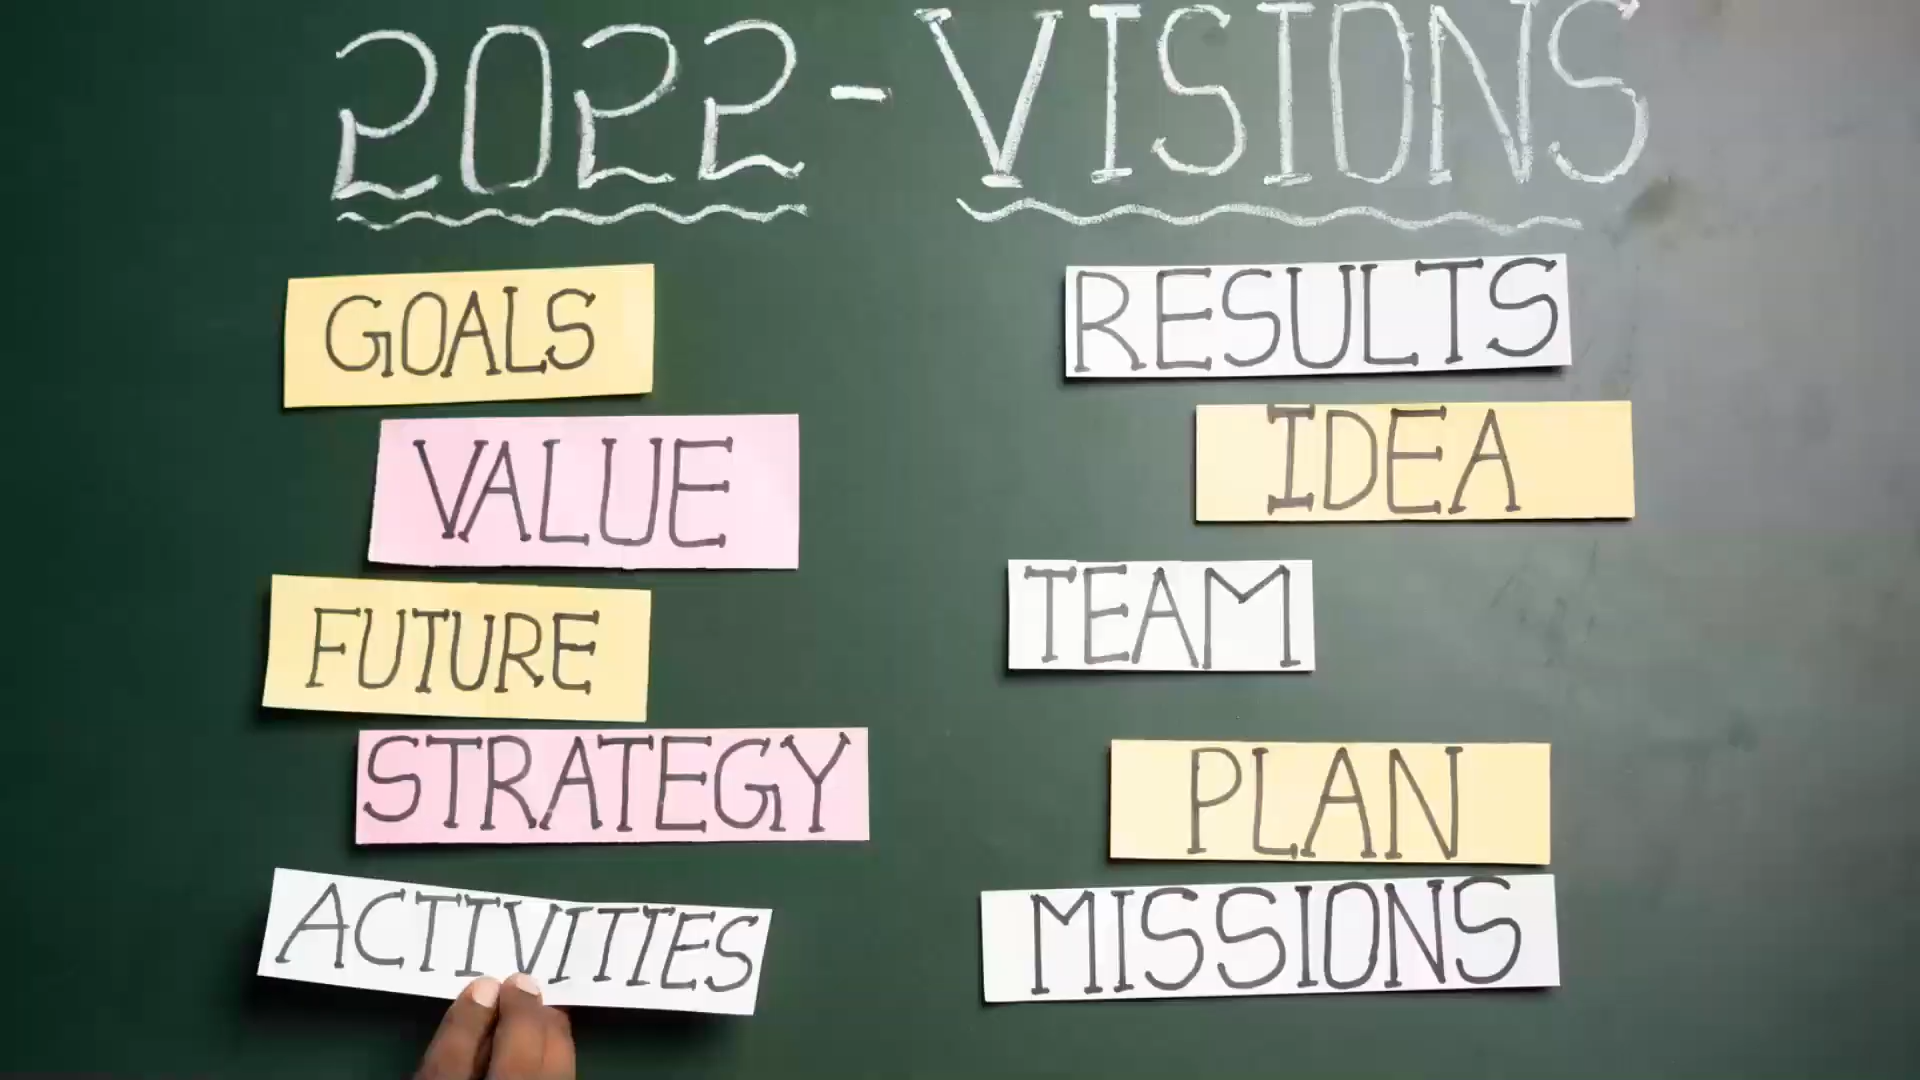 2022-VISIONS
GOALS
VALUE
FUTURE
STRATEGY
ACTIVITIES
RESULTS
IDEA
TEAM
PLAN
MISSIONS